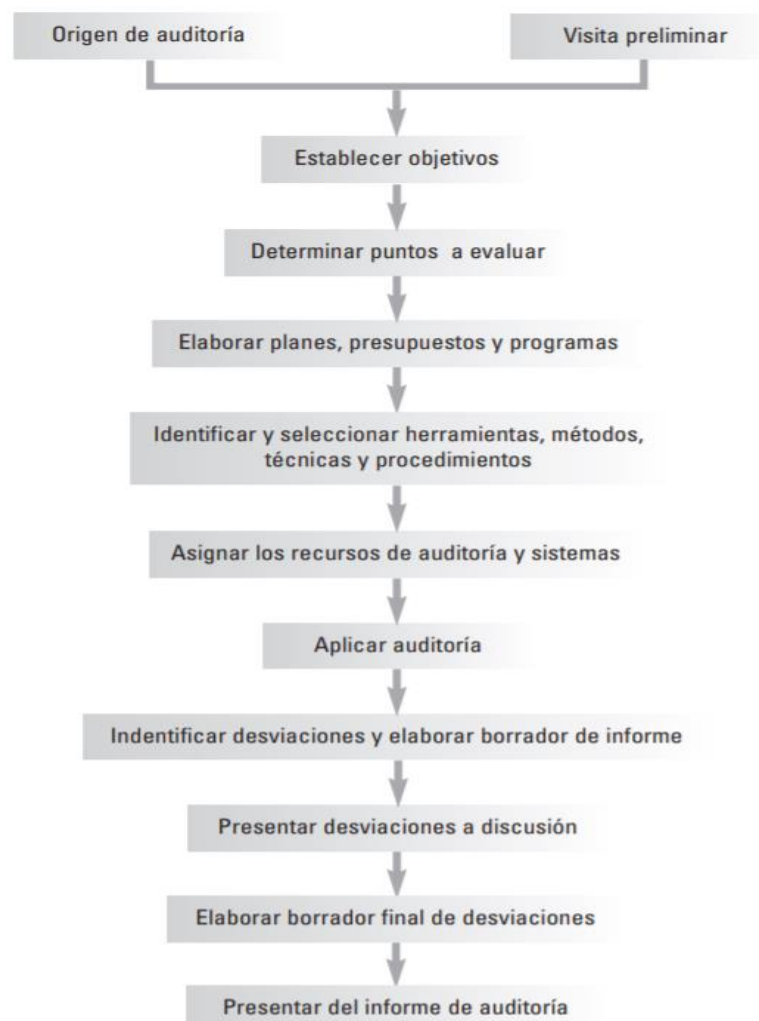 Origen de auditoría
Visita preliminar
Establecer objetivos
Determinar puntos a evaluar
Elaborar planes, presupuestos y programas
Identificar y seleccionar herramientas, métodos,
técnicas y procedimientos
Asignar los recursos de auditoría y sistemas
Aplicar auditoría
Indentificar desviaciones y elaborar borrador de informe
Presentar desviaciones a discusión
Elaborar borrador final de desviaciones
Presentar del informe de auditoría